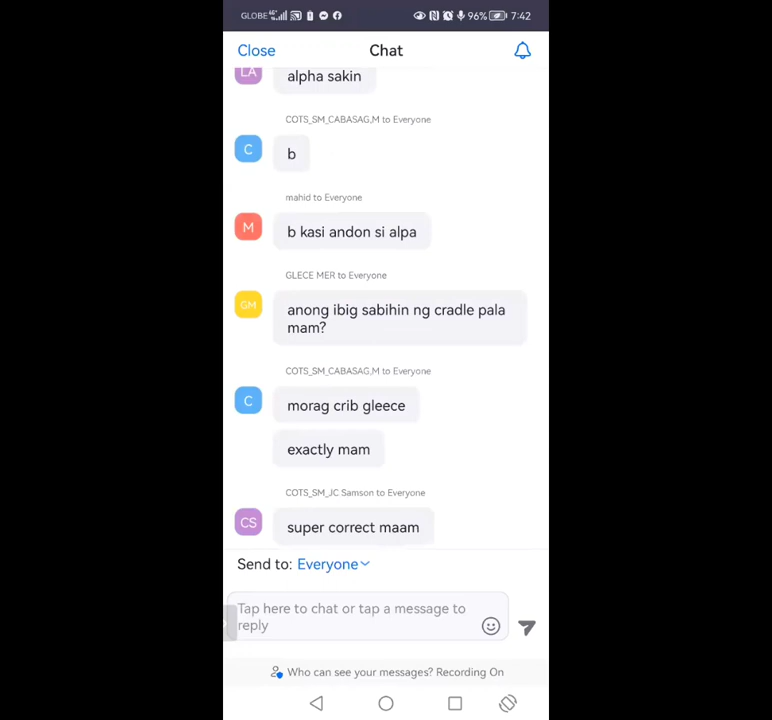 GLOBE 4G 96% 7:42
Close Chat
LA
alpha sakin
COTS_SM_CABASAG,M to Everyone
C
b
mahid to Everyone
M
b kasi andon si alpa
GLECE MER to Everyone
GM
anong ibig sabihin ng cradle pala
mam?
COTS_SM_CABASAG,M to Everyone
C
morag crib gleece
exactly mam
COTS_SM_JC Samson to Everyone
CS
super correct maam
Send to: Everyone
Tap here to chat or tap a message to
reply
Who can see your messages? Recording On